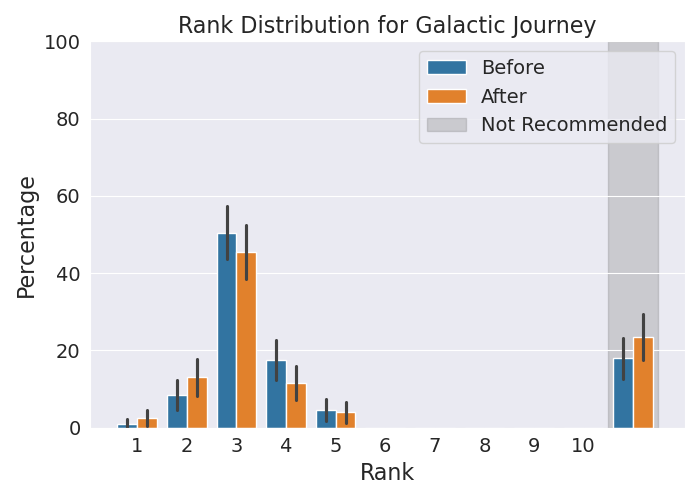 Rank Distribution for Galactic Journey
100
80
60
40
20
0
Percentage
Before
After
Not Recommended
1 2 3 4 5 6 7 8 9 10
Rank